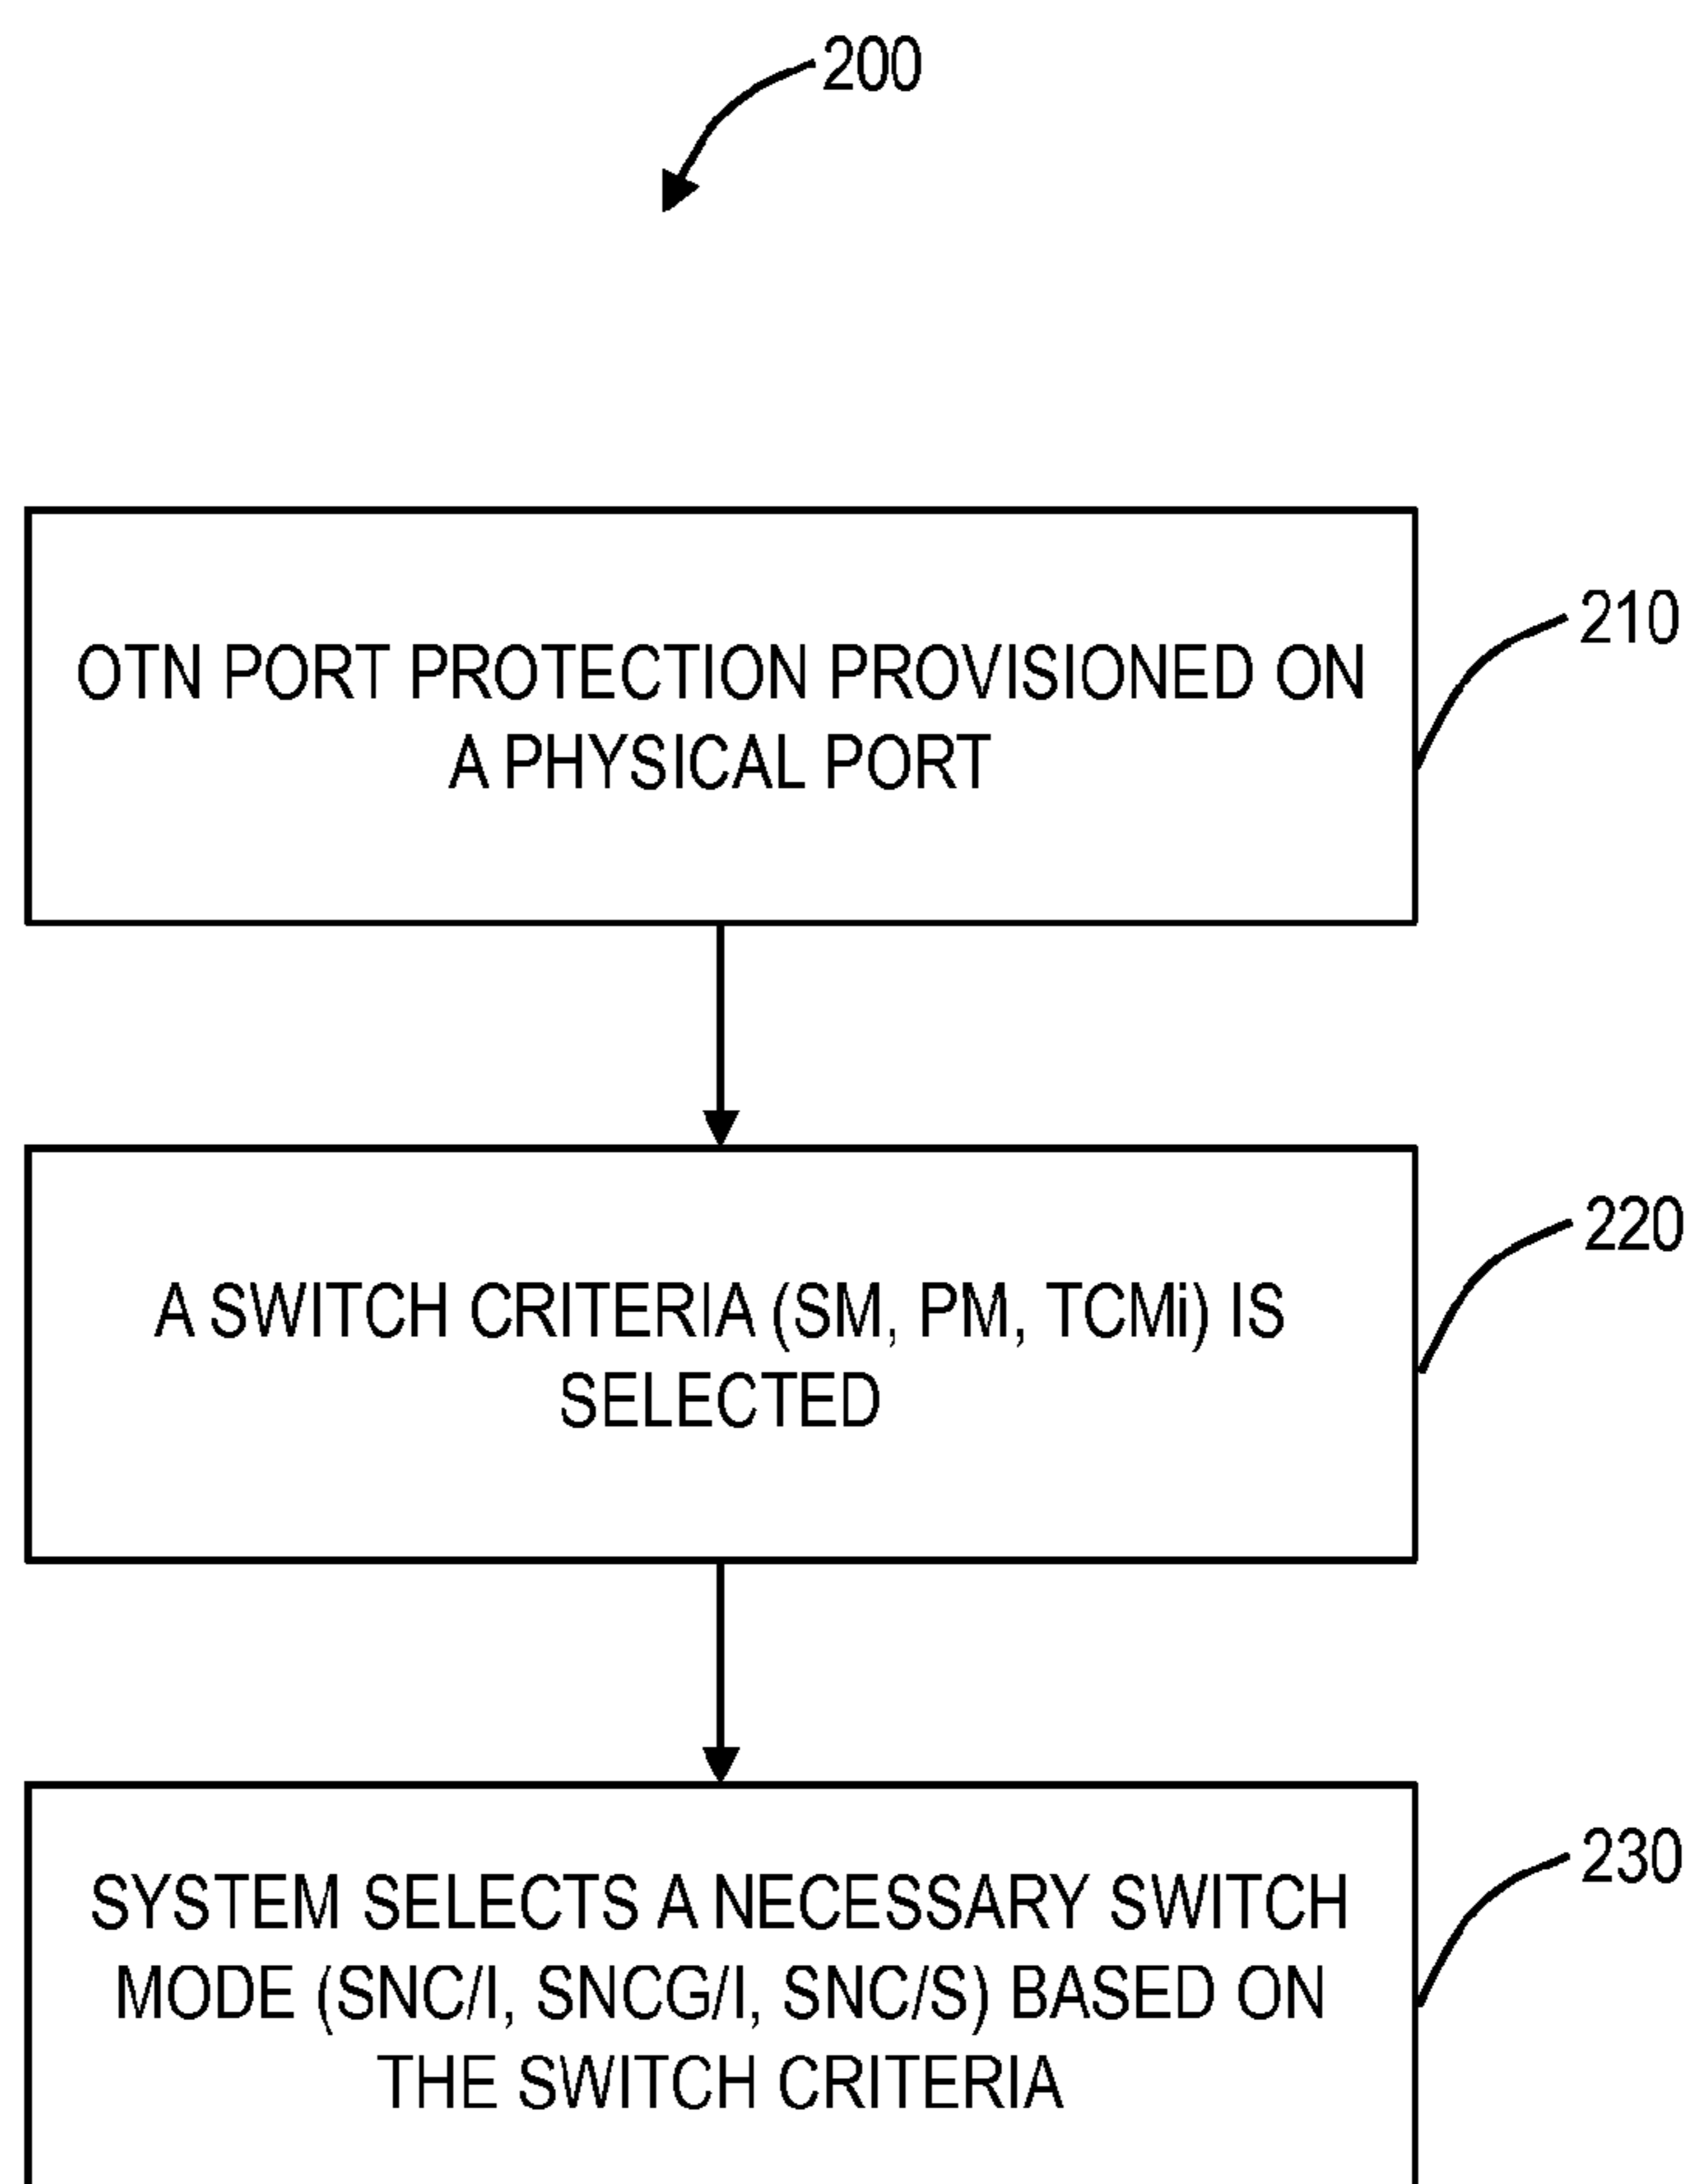 200
OTN PORT PROTECTION PROVISIONED ON
A PHYSICAL PORT
210
A SWITCH CRITERIA (SM, PM, TCMi) IS
SELECTED
220
SYSTEM SELECTS A NECESSARY SWITCH
MODE (SNC/I, SNCG/I, SNC/S) BASED ON
THE SWITCH CRITERIA
230